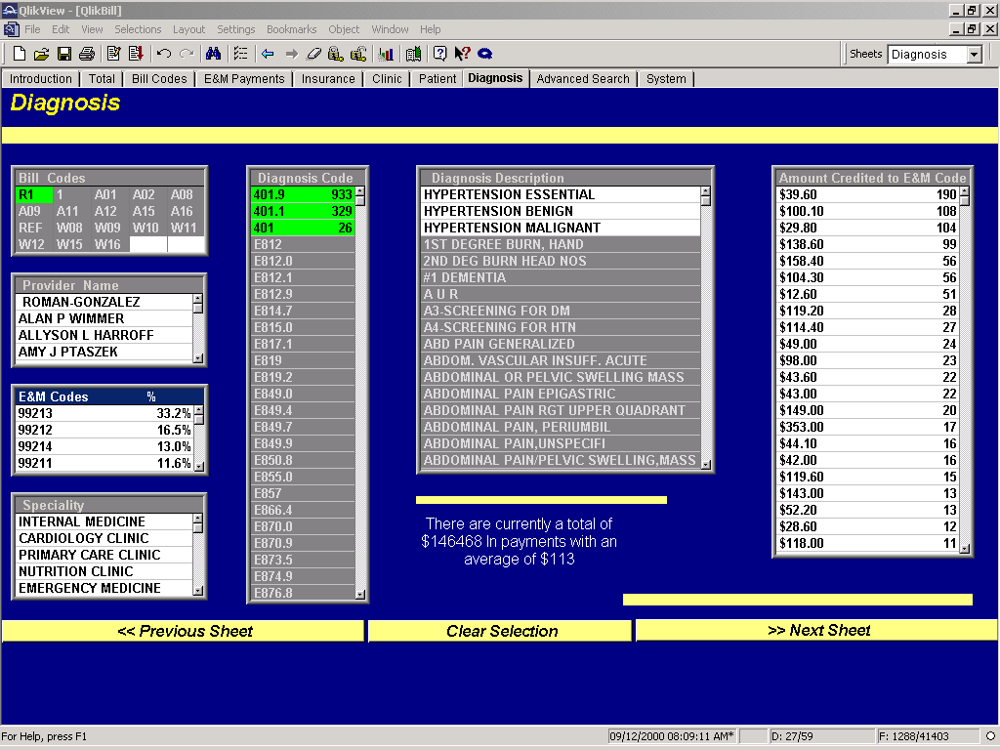 QlikView - [QlikBill]
File Edit View Selections Layout Settings Bookmarks Object Window Help
Sheets Diagnosis
Introduction Total Bill Codes E&M Payments Insurance Clinic Patient Diagnosis Advanced Search System
Diagnosis
Bill Codes
R1 1 A01 A02 A08
A09 A11 A12 A15 A16
REF W08 W09 W10 W11
W12 W15 W16
Provider Name
ROMAN-GONZALEZ
ALAN P WIMMER
ALLYSON L HARROFF
AMY J PTASZEK
E&M Codes %
99213 33.2%
99212 16.5%
99214 13.0%
99211 11.6%
Speciality
INTERNAL MEDICINE
CARDIOLOGY CLINIC
PRIMARY CARE CLINIC
NUTRITION CLINIC
EMERGENCY MEDICINE
Diagnosis Code
401.9 933
401.1 329
401 26
E812
E812.0
E812.1
E812.9
E814.7
E815.0
E817.1
E819
E819.2
E849.0
E849.4
E849.7
E849.9
E850.8
E855.0
E857
E866.4
E870.0
E870.9
E873.5
E874.9
E876.8
Diagnosis Description
HYPERTENSION ESSENTIAL
HYPERTENSION BENIGN
HYPERTENSION MALIGNANT
1ST DEGREE BURN, HAND
2ND DEG BURN HEAD NOS
#1 DEMENTIA
A U R
A3-SCREENING FOR DM
A4-SCREENING FOR HTN
ABD PAIN GENERALIZED
ABDOM. VASCULAR INSUFF. ACUTE
ABDOMINAL OR PELVIC SWELLING MASS
ABDOMINAL PAIN EPIGASTRIC
ABDOMINAL PAIN RGT UPPER QUADRANT
ABDOMINAL PAIN, PERIUMBIL
ABDOMINAL PAIN,UNSPECIFI
ABDOMINAL PAIN/PELVIC SWELLING,MASS
There are currently a total of
$146468 In payments with an
average of $113
Amount Credited to E&M Code
$39.60 190
$100.10 108
$29.80 104
$138.60 99
$158.40 56
$104.30 56
$12.60 51
$119.20 28
$114.40 27
$49.00 24
$98.00 23
$43.60 22
$43.00 22
$149.00 20
$353.00 17
$44.10 16
$42.00 16
$119.60 15
$143.00 13
$52.20 13
$28.60 12
$118.00 11
<< Previous Sheet Clear Selection >> Next Sheet
For Help, press F1 09/12/2000 08:09:11 AM* D: 27/59 F: 1288/41403